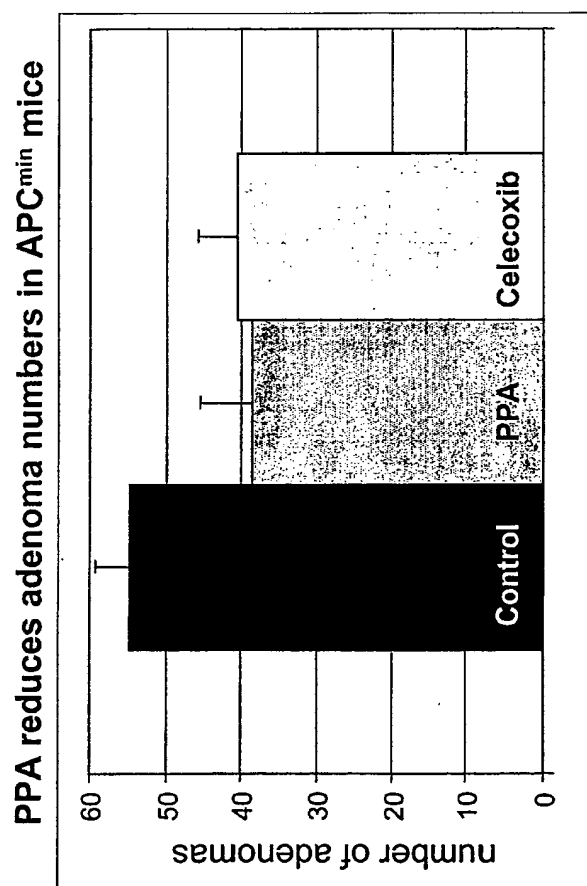 PPA reduces adenoma numbers in APCmin mice
number of adenomas
60
50
40
30
20
10
0
Control
PPA
Celecoxib